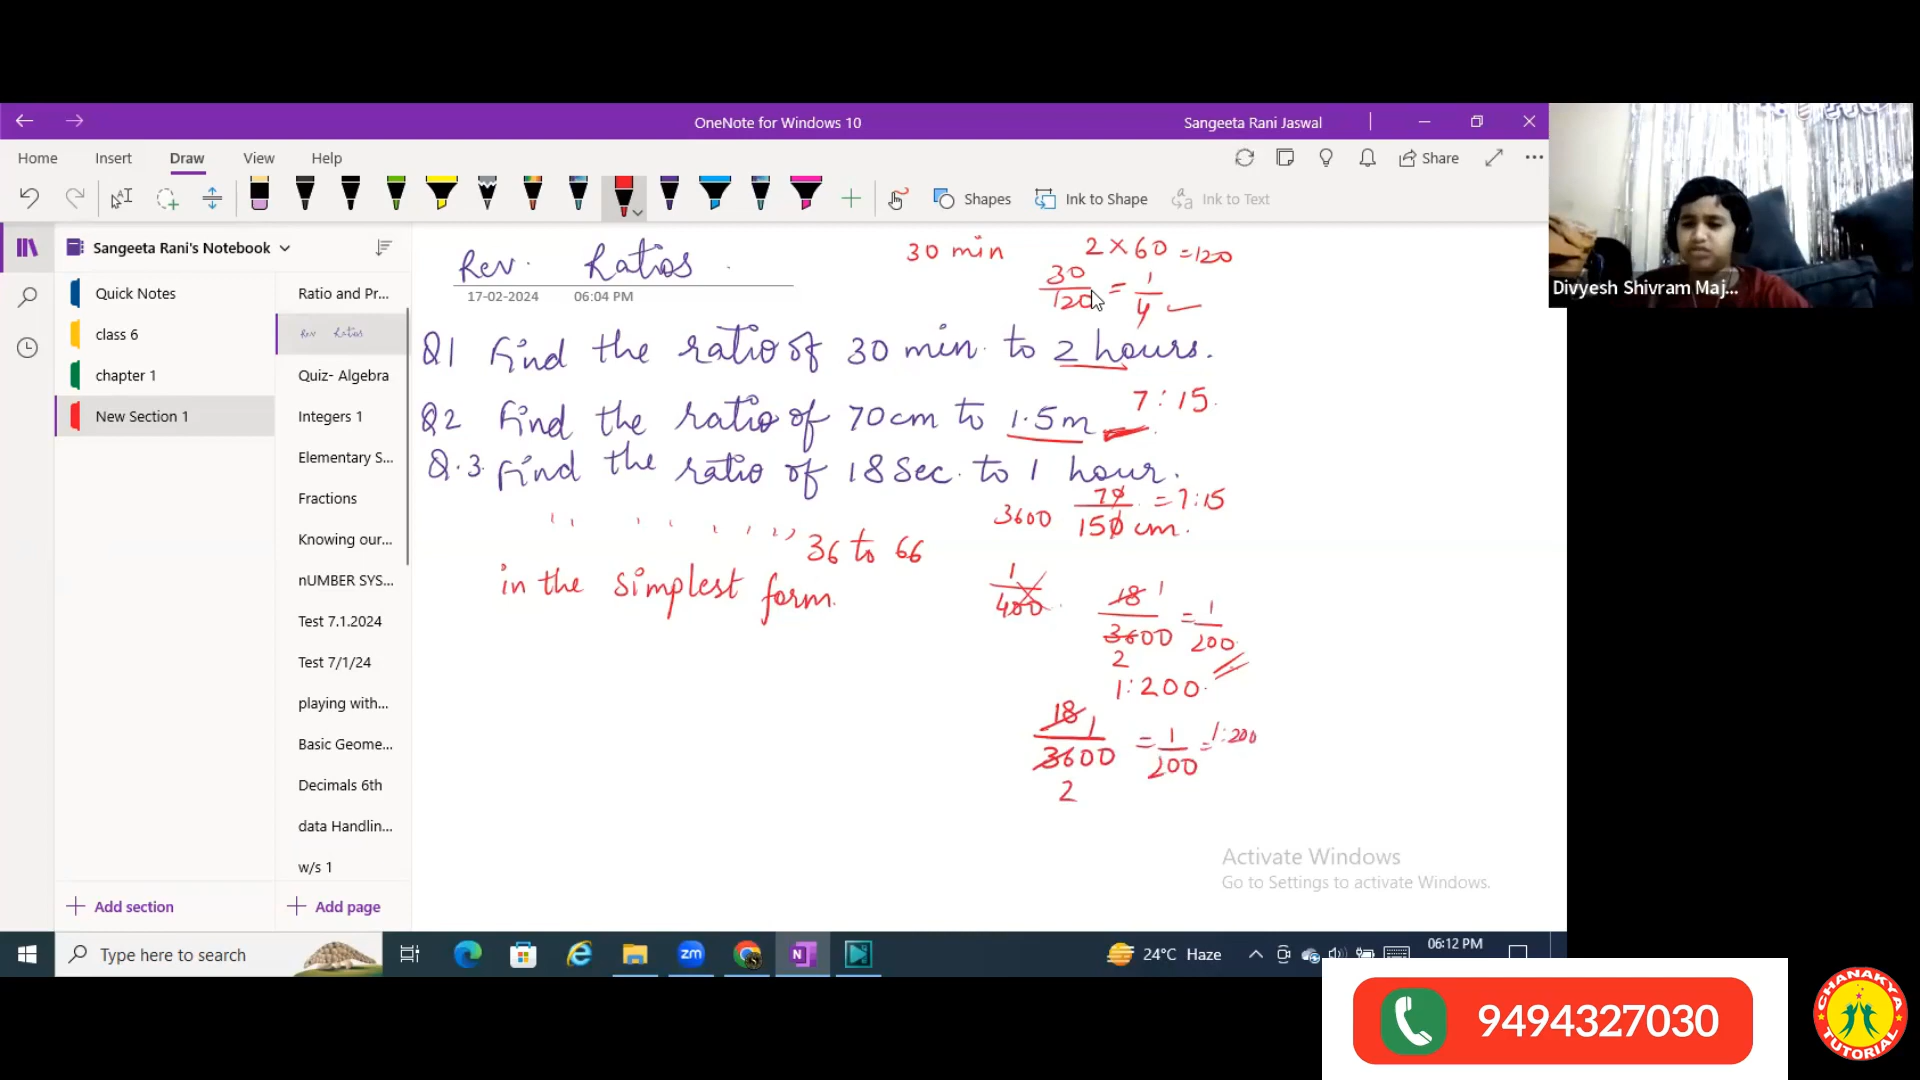 OneNote for Windows 10
Sangeeta Rani Jaswal
Home Insert Draw View Help
Share
Shapes Ink to Shape Ink to Text
Sangeeta Rani's Notebook
Quick Notes
class 6
chapter 1
New Section 1
Add section
Ratio and Pr...
Rev Ratios
Quiz- Algebra
Integers 1
Elementary S...
Fractions
Knowing our...
nUMBER SYS...
Test 7.1.2024
Test 7/1/24
playing with...
Basic Geome...
Decimals 6th
data Handlin...
w/s 1
Add page
Rev. Ratios
17-02-2024 06:04 PM
30 min 2 × 60 = 120
30/120 = 1/4
Q1 Find the ratio of 30 min. to 2 hours.
Q2 Find the ratio of 70 cm to 1.5m 7:15.
Q.3 Find the ratio of 18 Sec. to 1 hour.
3600 70/150 cm. = 7:15
" " " " 36 to 66
in the simplest form.
1/400
18/3600 1 2 = 1/200
1:200.
18/3600 1 2 = 1/200 = 1:200
Activate Windows
Go to Settings to activate Windows.
Divyesh Shivram Maj...
Type here to search
zm
24°C Haze
06:12 PM
9494327030
CHANAKYA
TUTORIAL